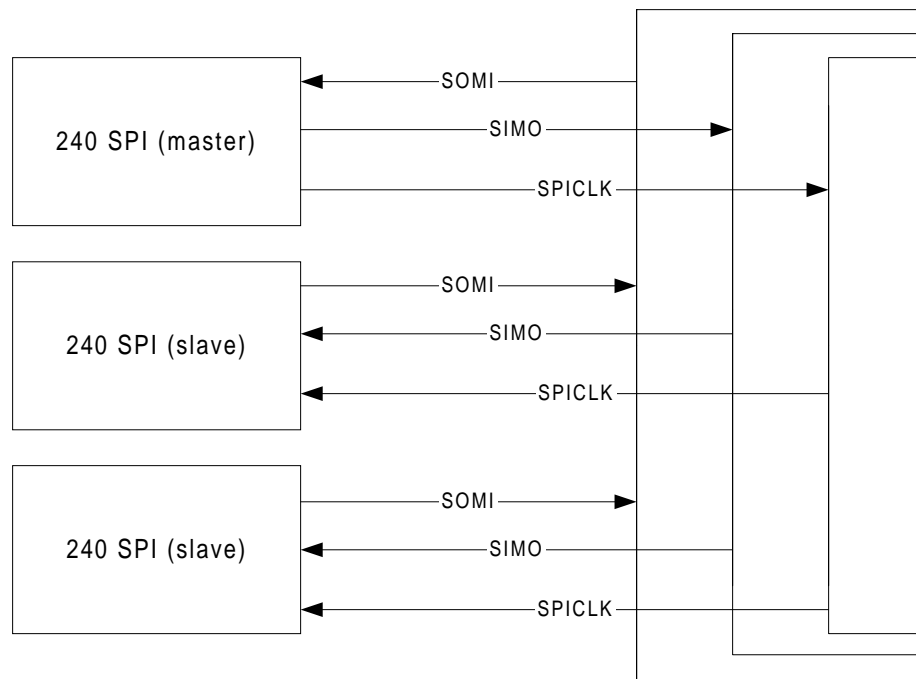 SOMI
240 SPI (master)
SIMO
SPICLK
SOMI
240 SPI (slave)
SIMO
SPICLK
SOMI
240 SPI (slave)
SIMO
SPICLK